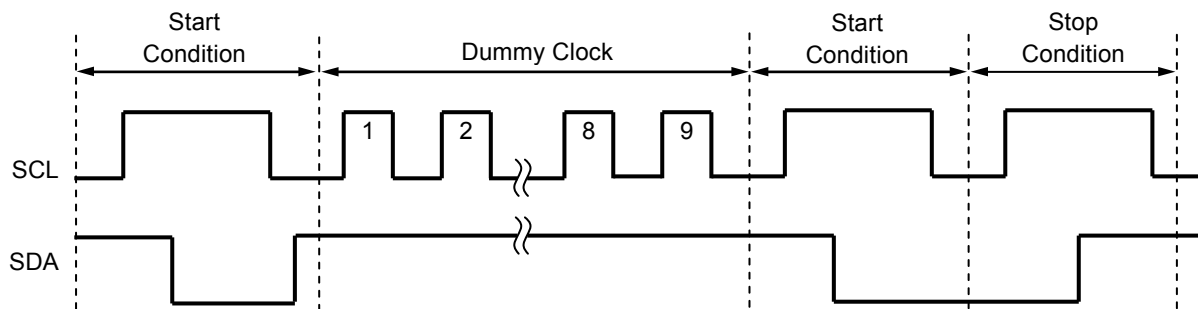 Start
Condition
Dummy Clock
Start
Condition
Stop
Condition
SCL
1
2
8
9
SDA